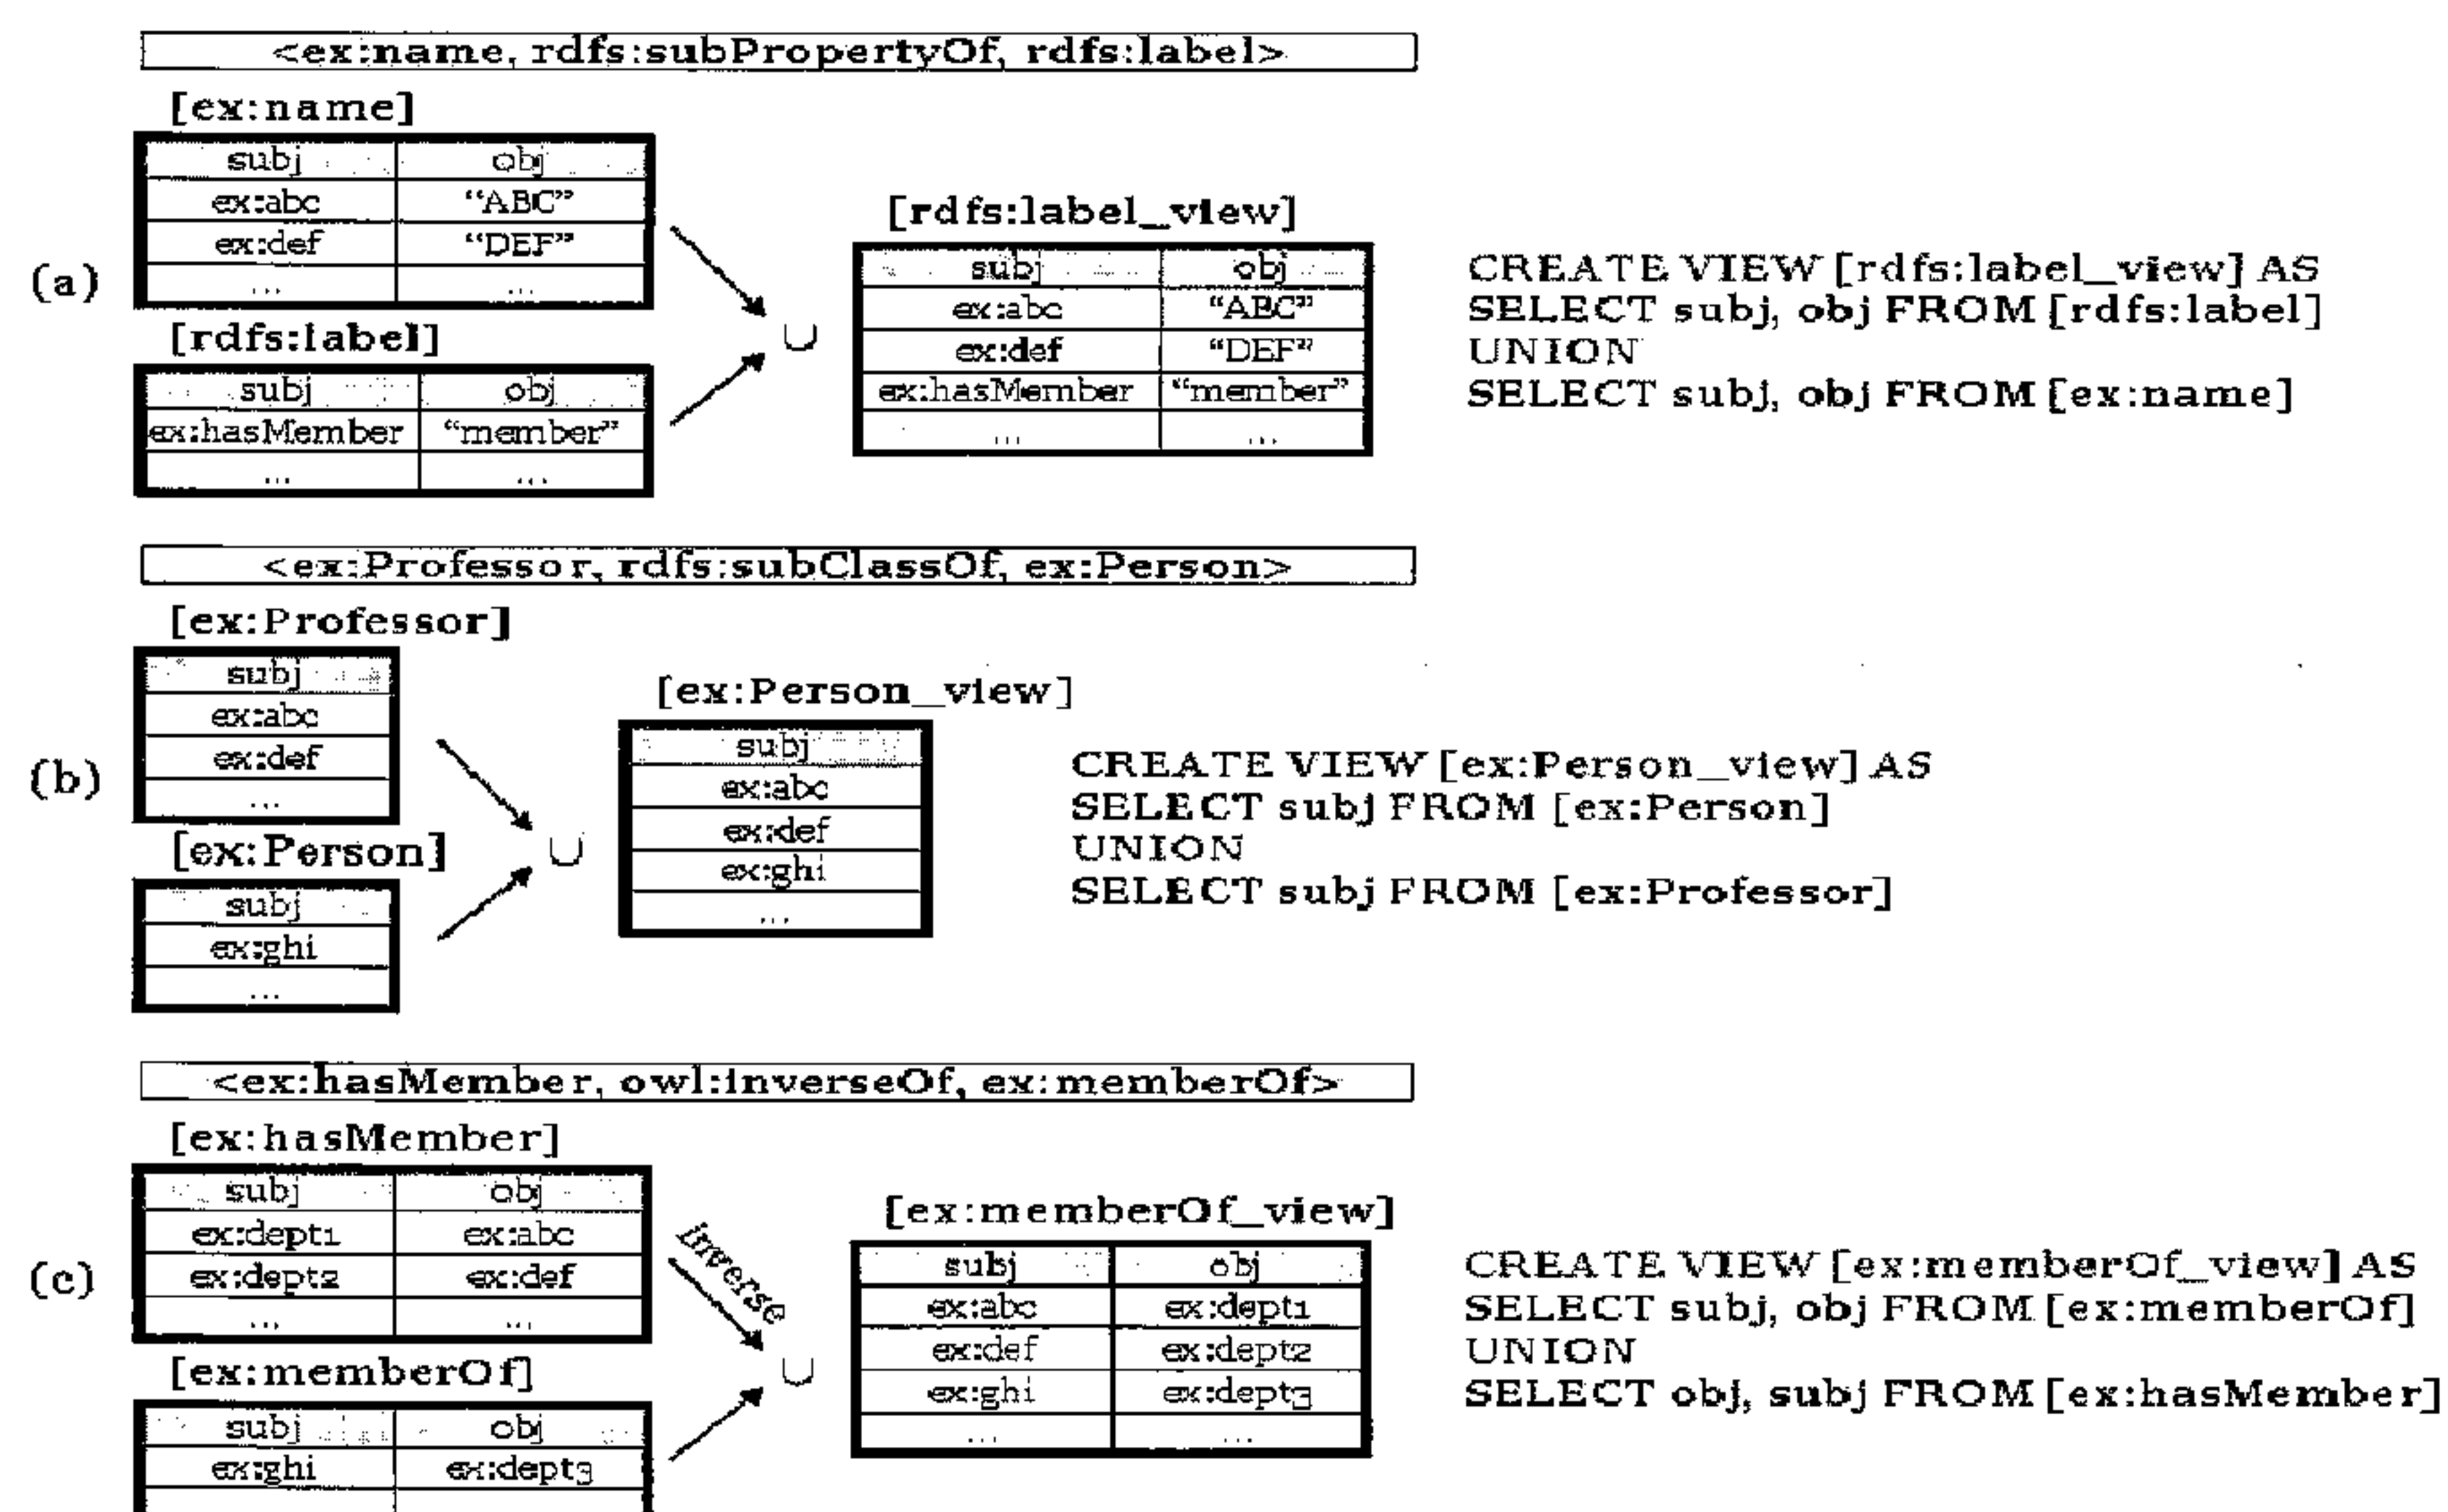 <ex:name, rdfs:subPropertyOf, rdfs:label>
[ex:name]
subj obj
ex:abc “ABC”
ex:def “DEF”
... ...
(a)
[rdfs:label]
subj obj
ex:hasMember “member”
... ...
∪
[rdfs:label_view]
subj obj
ex:abc “ABC”
ex:def “DEF”
ex:hasMember “member”
... ...
CREATE VIEW [rdfs:label_view] AS
SELECT subj, obj FROM [rdfs:label]
UNION
SELECT subj, obj FROM [ex:name]
<ex:Professor, rdfs:subClassOf, ex:Person>
[ex:Professor]
subj
ex:abc
ex:def
...
(b)
[ex:Person]
subj
ex:ghi
...
∪
[ex:Person_view]
subj
ex:abc
ex:def
ex:ghi
...
CREATE VIEW [ex:Person_view] AS
SELECT subj FROM [ex:Person]
UNION
SELECT subj FROM [ex:Professor]
<ex:hasMember, owl:inverseOf, ex:memberOf>
[ex:hasMember]
subj obj
ex:dept1 ex:abc
ex:dept2 ex:def
... ...
(c)
[ex:memberOf]
subj obj
ex:ghi ex:dept3
inverse
∪
[ex:memberOf_view]
subj obj
ex:abc ex:dept1
ex:def ex:dept2
ex:ghi ex:dept3
... ...
CREATE VIEW [ex:memberOf_view] AS
SELECT subj, obj FROM [ex:memberOf]
UNION
SELECT obj, subj FROM [ex:hasMember]